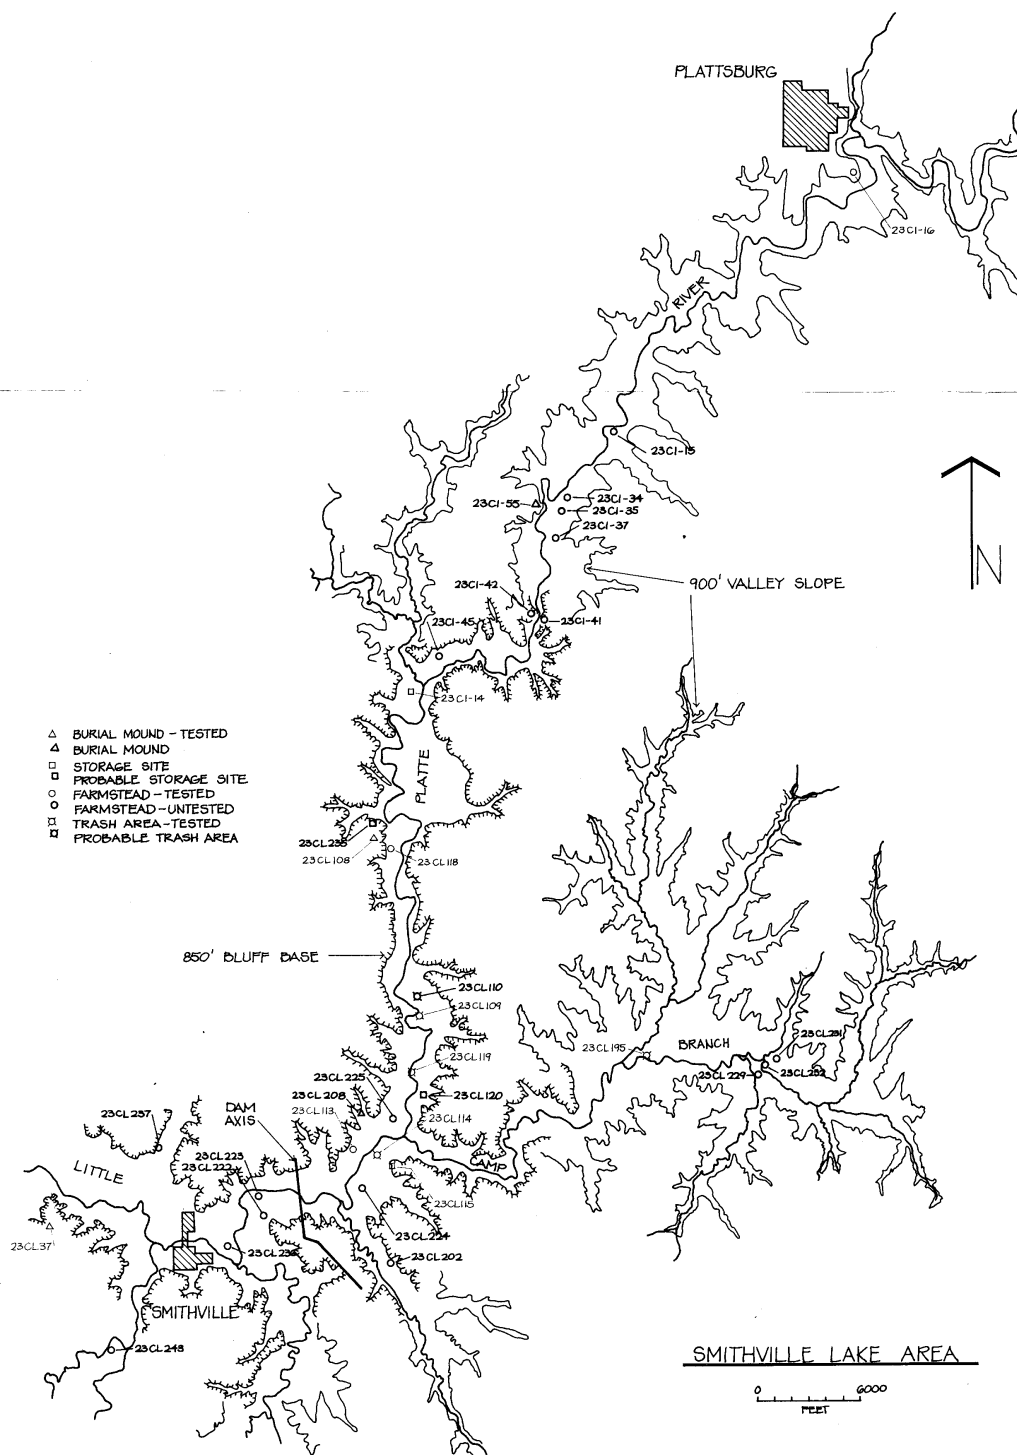 PLATTSBURG
23CI-16
RIVER
23CI-15
23CI-55
23CI-34
23CI-35
23CI-37
N
900' VALLEY SLOPE
23CI-42
23CI-45
23CI-41
23CI-14
△ BURIAL MOUND - TESTED
△ BURIAL MOUND
□ STORAGE SITE
□ PROBABLE STORAGE SITE
○ FARMSTEAD - TESTED
○ FARMSTEAD - UNTESTED
TRASH AREA - TESTED
PROBABLE TRASH AREA
PLATTE
23CL235
23CL108
23CL118
850' BLUFF BASE
23CL110
23CL109
23CL195
BRANCH
23CL231
23CL119
23CL229
23CL232
23CL225
23CL208
23CL120
23CL113
23CL114
DAM
AXIS
23CL237
23CL223
23CL222
LITTLE
CAMP
23CL115
23CL224
23CL37
23CL236
23CL202
SMITHVILLE
23CL243
SMITHVILLE LAKE AREA
0 6000
FEET